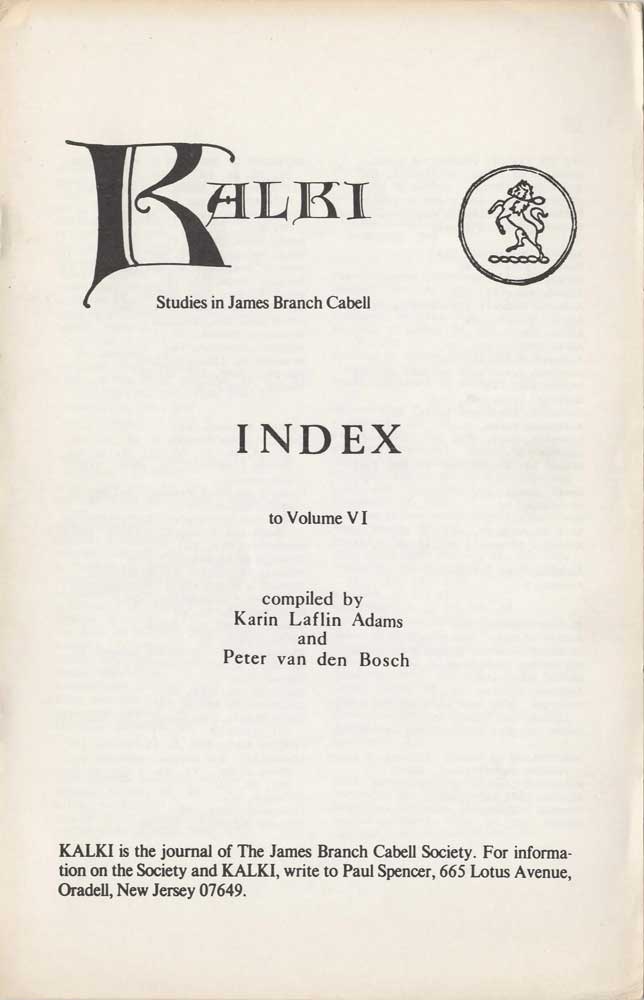 KALKI
Studies in James Branch Cabell
INDEX
to Volume VI
compiled by
Karin Laflin Adams
and
Peter van den Bosch
KALKI is the journal of The James Branch Cabell Society. For informa-
tion on the Society and KALKI, write to Paul Spencer, 665 Lotus Avenue,
Oradell, New Jersey 07649.